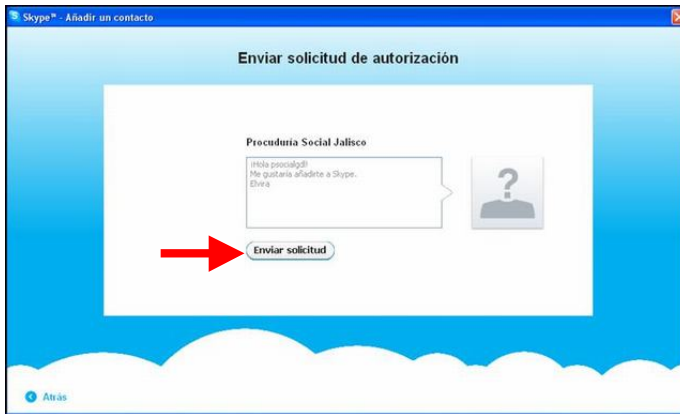 Skype™ - Añadir un contacto
Enviar solicitud de autorización
Procuduría Social Jalisco
¡Hola psocialgdl!
Me gustaría añadirte a Skype.
Elvira
?
Enviar solicitud
Atrás